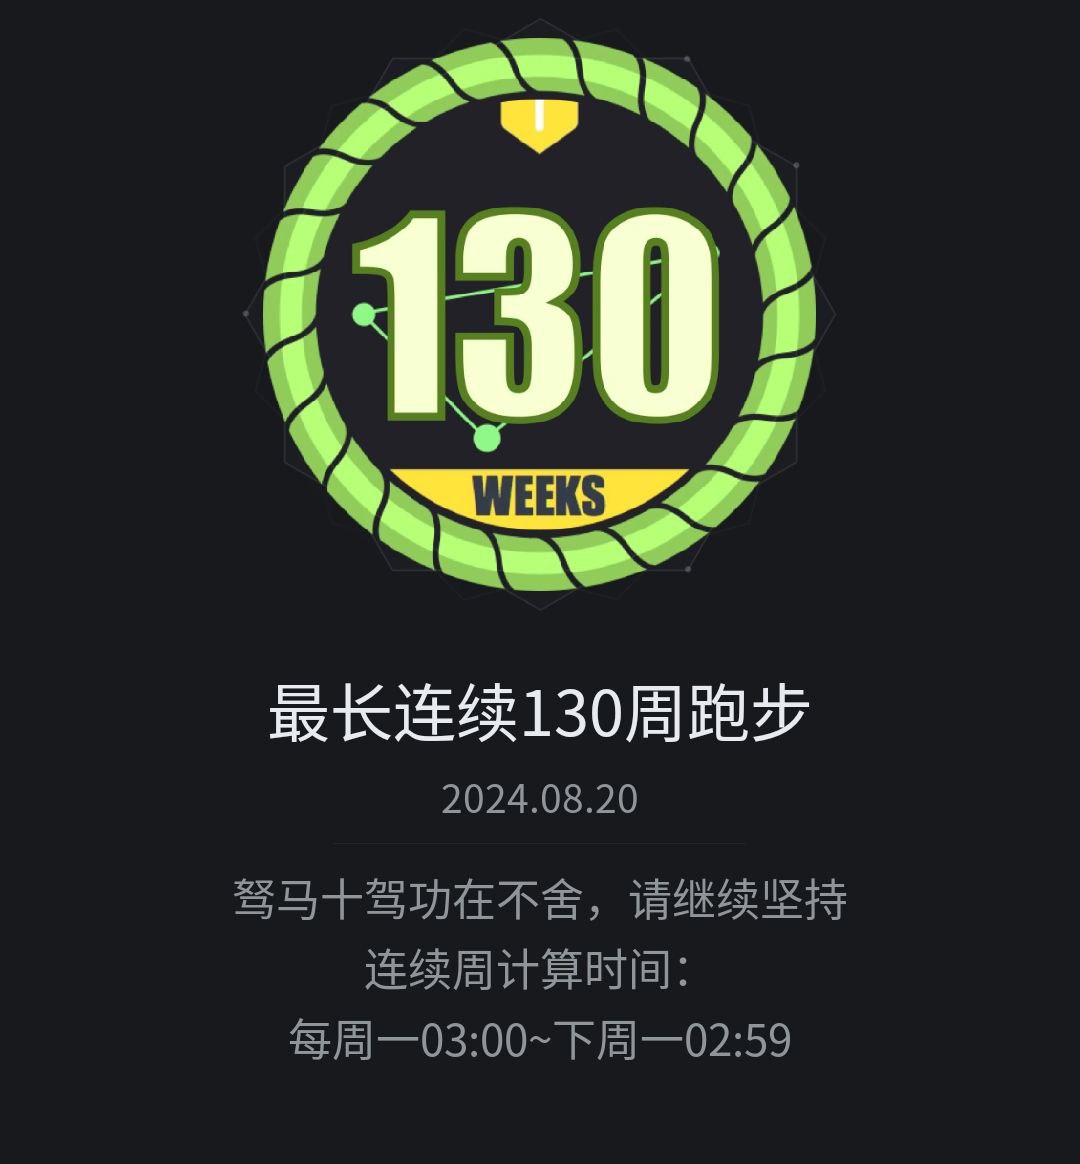 130
WEEKS
最长连续130周跑步
2024.08.20
驽马十驾功在不舍，请继续坚持
连续周计算时间：
每周一03:00~下周一02:59